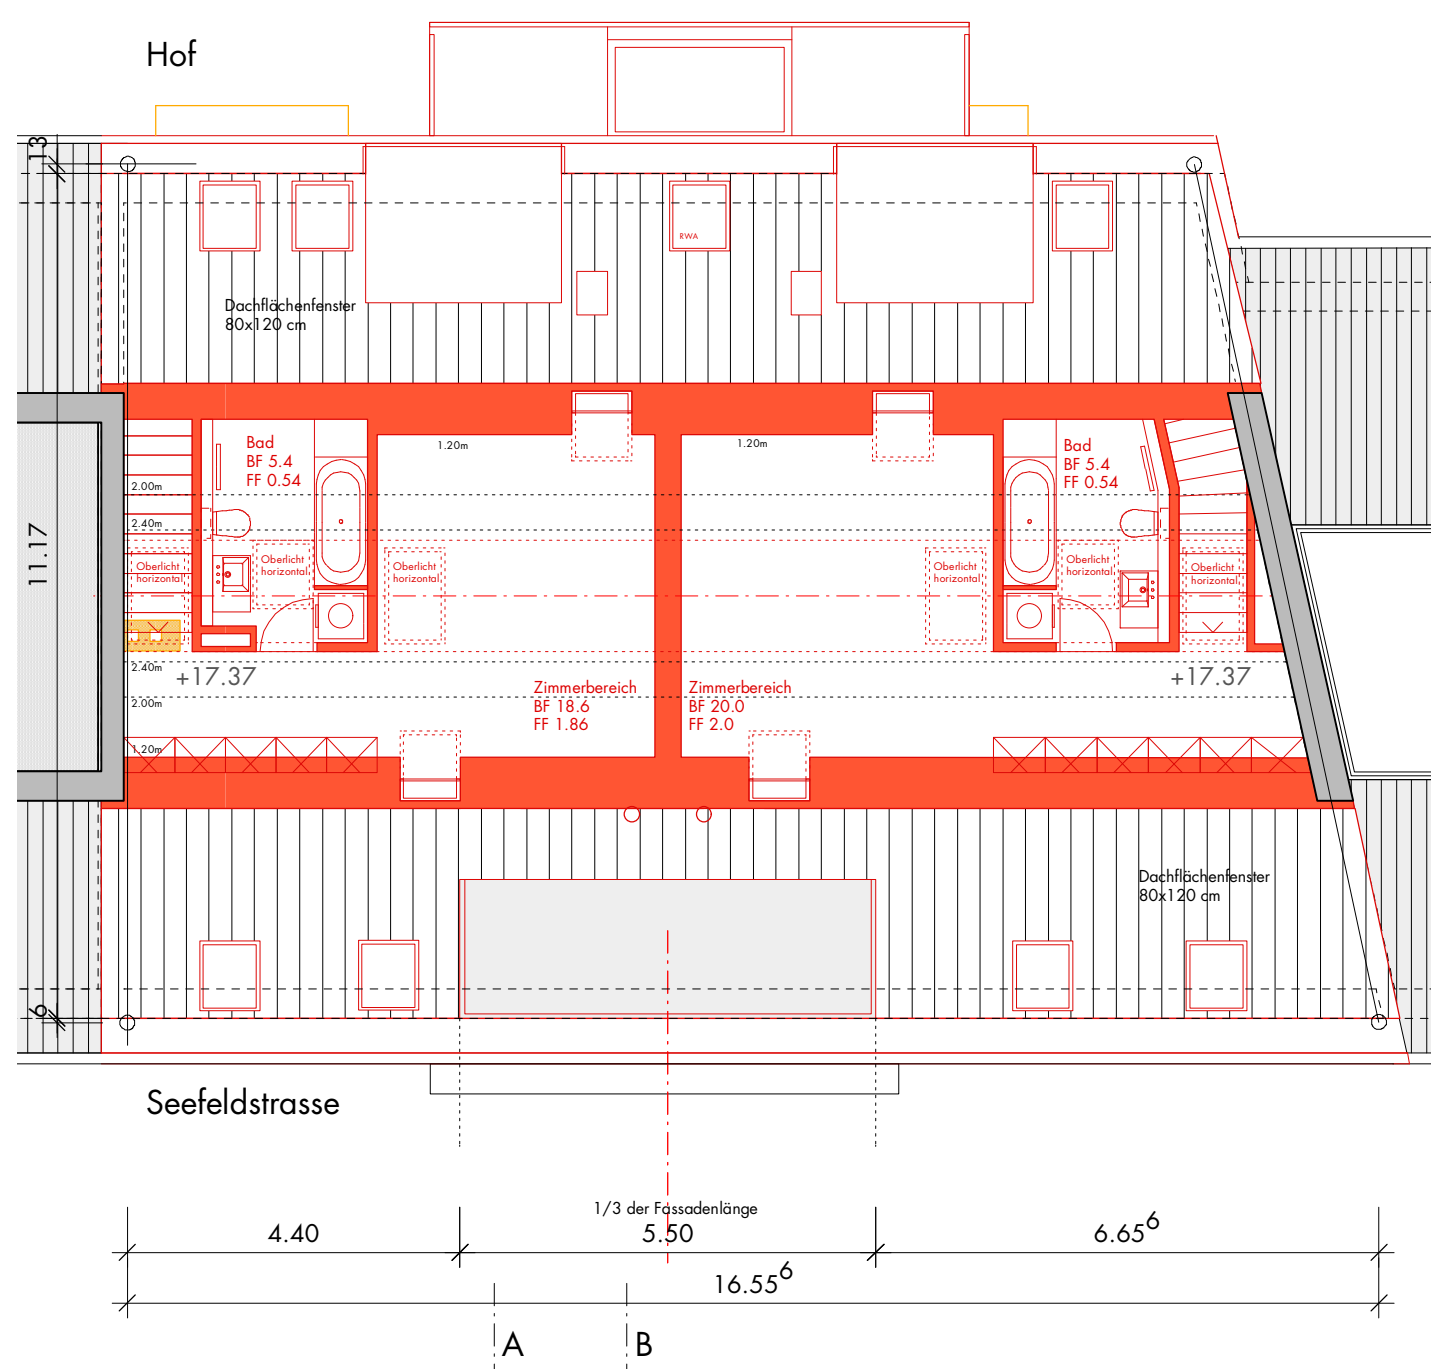 Hof
13
RWA
Dachflächenfenster
80x120 cm
Bad
BF 5.4
FF 0.54
1.20m
1.20m
Bad
BF 5.4
FF 0.54
2.00m
2.40m
11.17
Oberlicht
horizontal
Oberlicht
horizontal
Oberlicht
horizontal
Oberlicht
horizontal
Oberlicht
horizontal
Oberlicht
horizontal
2.40m
+17.37
+17.37
2.00m
Zimmerbereich
BF 18.6
FF 1.86
Zimmerbereich
BF 20.0
FF 2.0
1.20m
Dachflächenfenster
80x120 cm
6
Seefeldstrasse
1/3 der Fassadenlänge
4.40
5.50
6.65⁶
16.55⁶
A
B